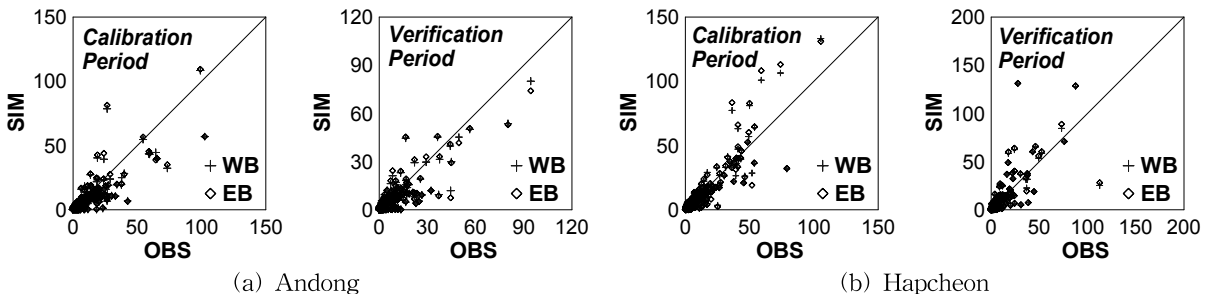 150
100
50
0
SIM
Calibration
Period
WB
EB
0 50 100 150
OBS
120
90
60
30
0
SIM
Verification
Period
WB
EB
0 30 60 90 120
OBS
(a) Andong
150
100
50
0
SIM
Calibration
Period
WB
EB
0 50 100 150
OBS
200
150
100
50
0
SIM
Verification
Period
WB
EB
0 50 100 150 200
OBS
(b) Hapcheon